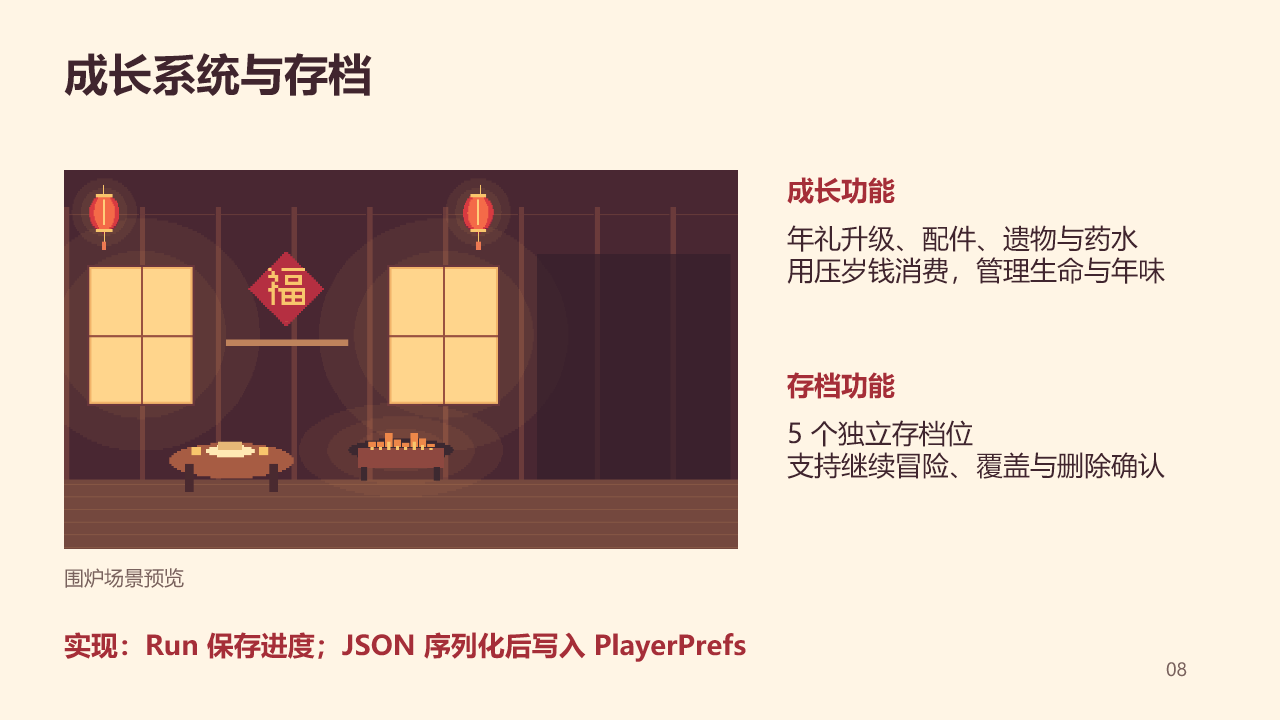 成长系统与存档
福
成长功能
年礼升级、配件、遗物与药水
用压岁钱消费，管理生命与年味
存档功能
5 个独立存档位
支持继续冒险、覆盖与删除确认
围炉场景预览
实现：Run 保存进度；JSON 序列化后写入 PlayerPrefs
08